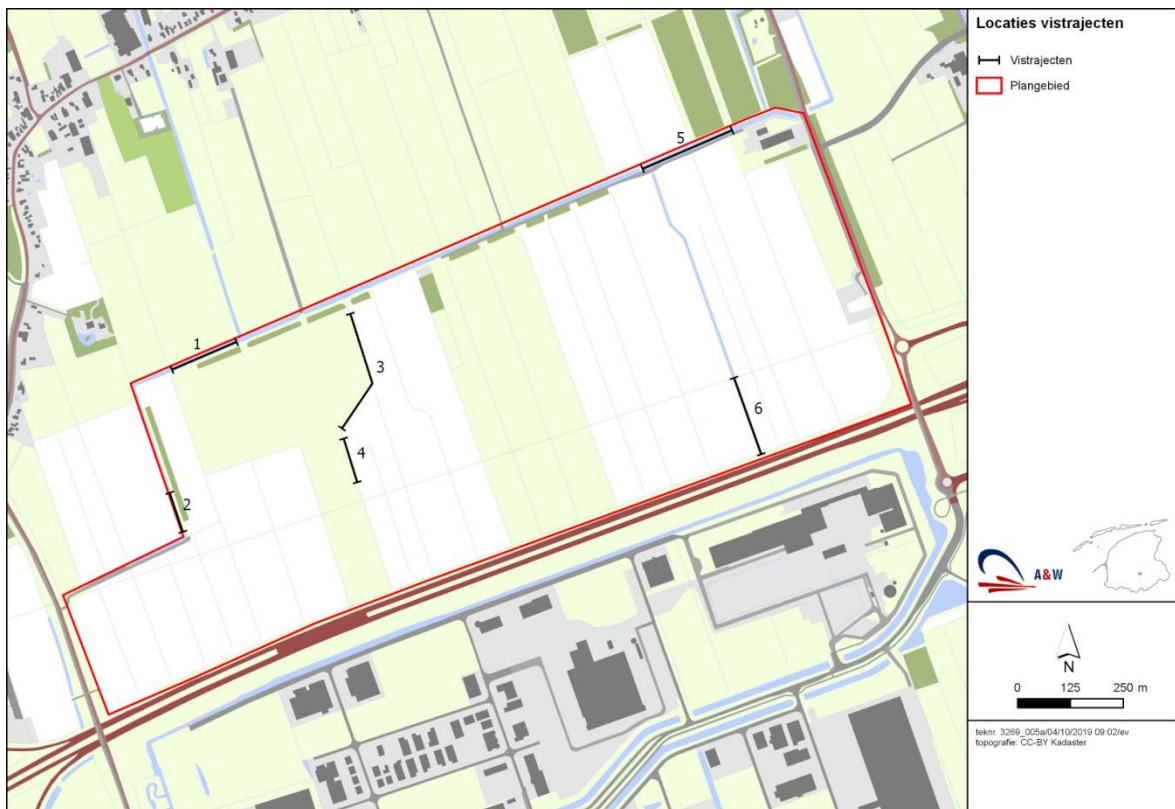 Locaties vistrajecten
Vistrajecten
Plangebied
5
1
3
6
4
2
A&W
N
0 125 250 m
teknr. 3269_005a/04/10/2019 09:02/ev
topografie: CC-BY Kadaster